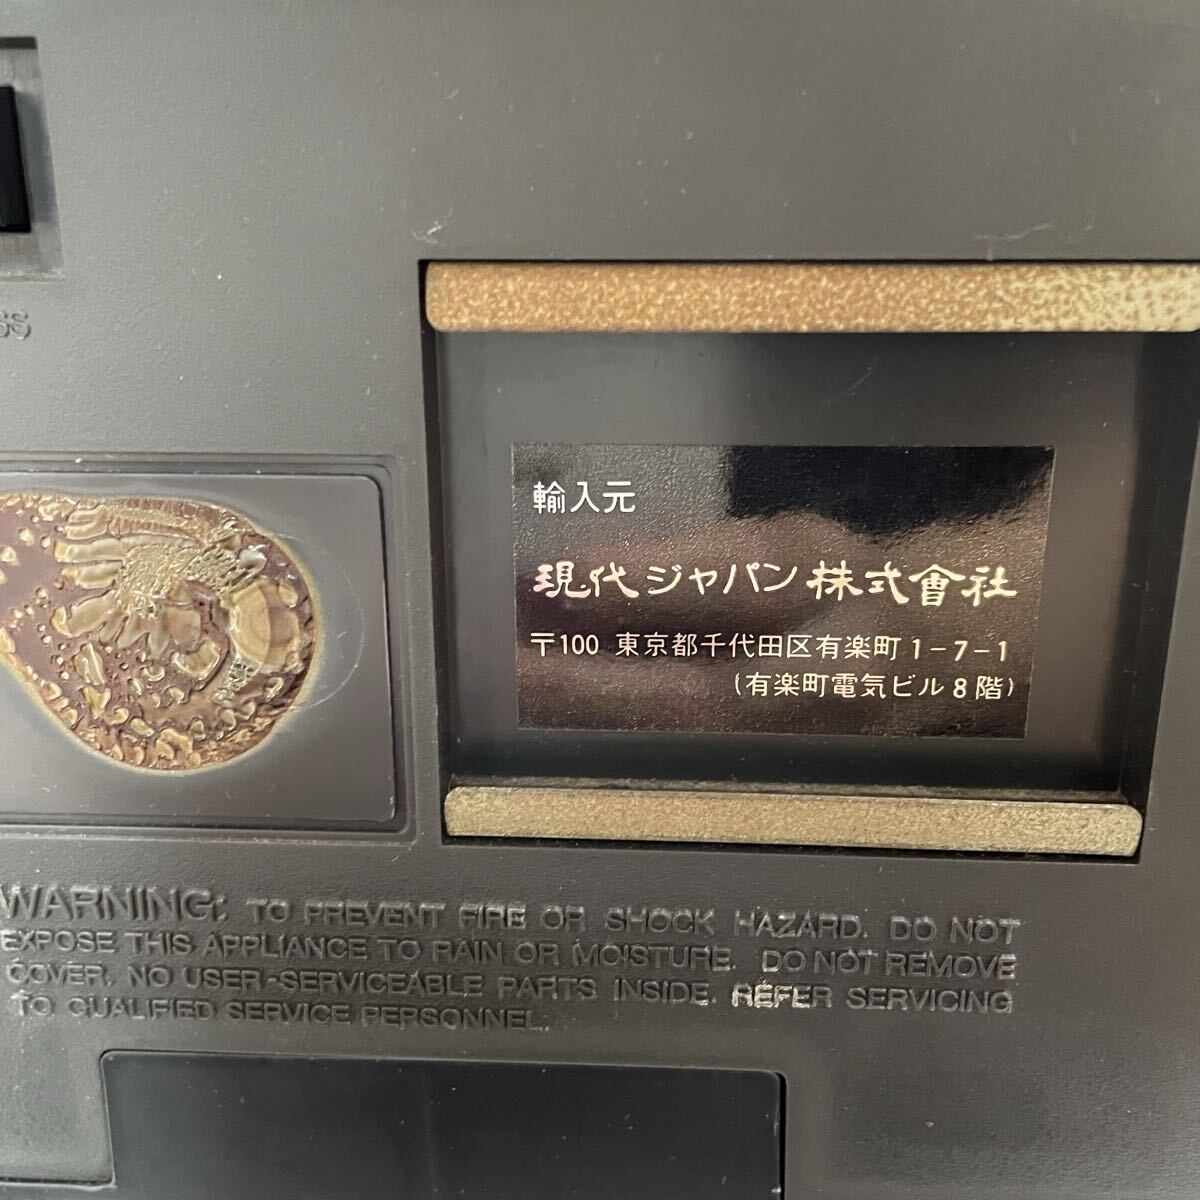 SS
輸入元
現代ジャパン株式會社
〒100 東京都千代田区有楽町1-7-1
(有楽町電気ビル8階)
WARNING: TO PREVENT FIRE OR SHOCK HAZARD. DO NOT
EXPOSE THIS APPLIANCE TO RAIN OR MOISTURE. DO NOT REMOVE
COVER. NO USER-SERVICEABLE PARTS INSIDE. REFER SERVICING
TO QUALIFIED SERVICE PERSONNEL.